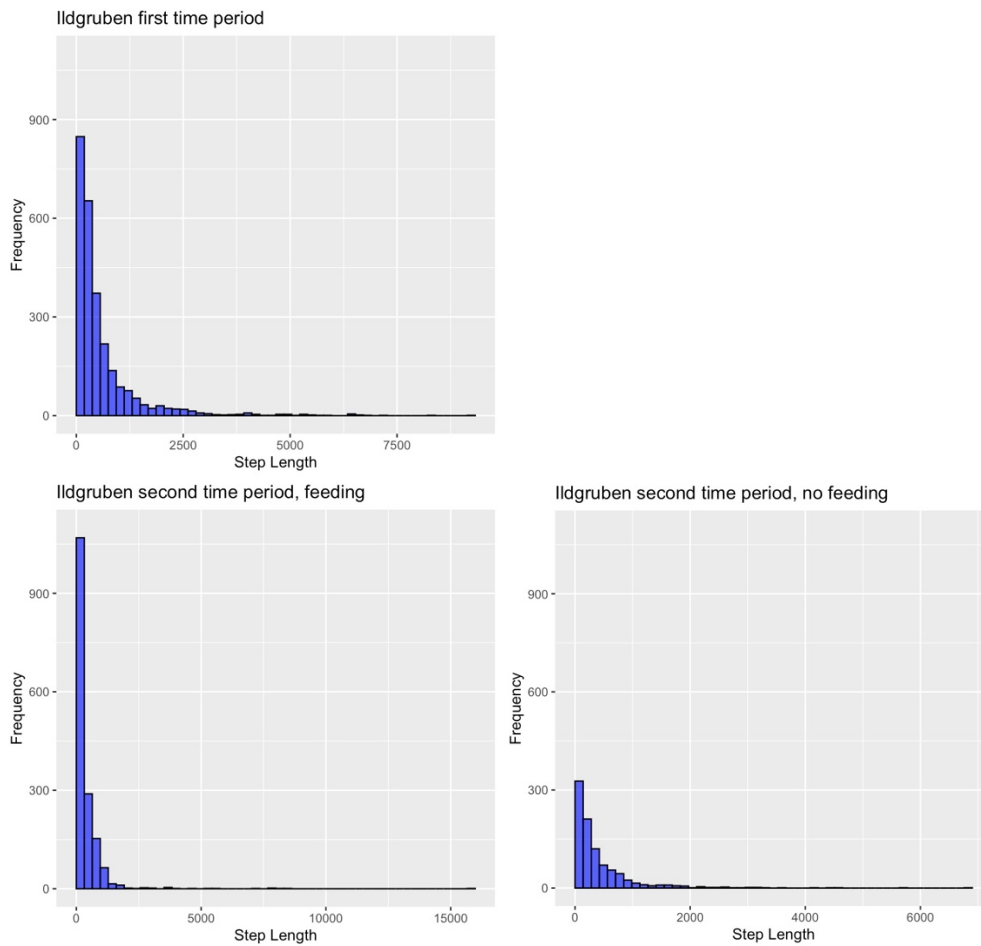 Ildgruben first time period
900
600
300
0
Frequency
0 2500 5000 7500
Step Length
Ildgruben second time period, feeding
900
600
300
0
Frequency
0 5000 10000 15000
Step Length
Ildgruben second time period, no feeding
900
600
300
0
Frequency
0 2000 4000 6000
Step Length